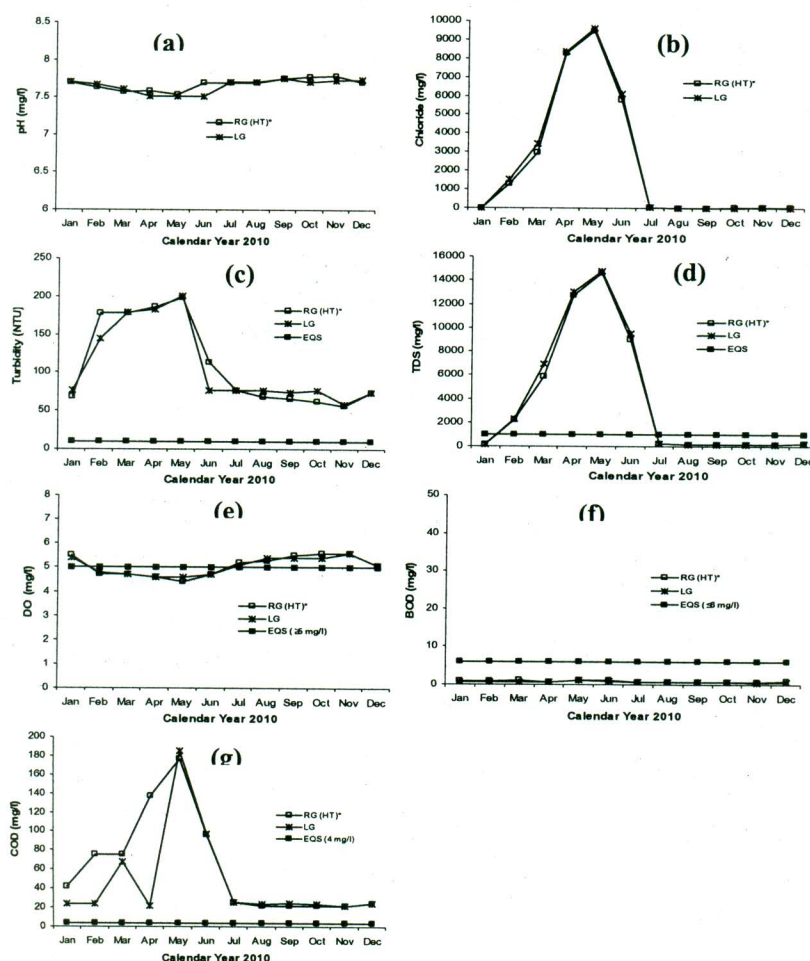 (a)
8.5
8
7.5
7
6.5
6
pH (mg/l)
RG (HT)*
LG
Jan Feb Mar Apr May Jun Jul Aug Sep Oct Nov Dec
Calendar Year 2010
(b)
10000
9000
8000
7000
6000
5000
4000
3000
2000
1000
0
Chloride (mg/l)
RG (HT)*
LG
Jan Feb Mar Apr May Jun Jul Agu Sep Oct Nov Dec
Calendar Year 2010
(c)
250
200
150
100
50
0
Turbidity (NTU)
RG (HT)*
LG
EQS
Jan Feb Mar Apr May Jun Jul Aug Sep Oct Nov Dec
Calendar Year 2010
(d)
16000
14000
12000
10000
8000
6000
4000
2000
0
TDS (mg/l)
RG (HT)*
LG
EQS
Jan Feb Mar Apr May Jun Jul Aug Sep Oct Nov Dec
Calendar Year 2010
(e)
6
5
4
3
2
1
0
DO (mg/l)
RG (HT)*
LG
EQS (≥5 mg/l)
Jan Feb Mar Apr May Jun Jul Aug Sep Oct Nov Dec
Calendar Year 2010
(f)
50
40
30
20
10
0
BOD (mg/l)
RG (HT)*
LG
EQS (≤6 mg/l)
Jan Feb Mar Apr May Jun Jul Aug Sep Oct Nov Dec
Calendar Year 2010
(g)
200
180
160
140
120
100
80
60
40
20
0
COD (mg/l)
RG (HT)*
LG
EQS (4 mg/l)
Jan Feb Mar Apr May Jun Jul Aug Sep Oct Nov Dec
Calendar Year 2010